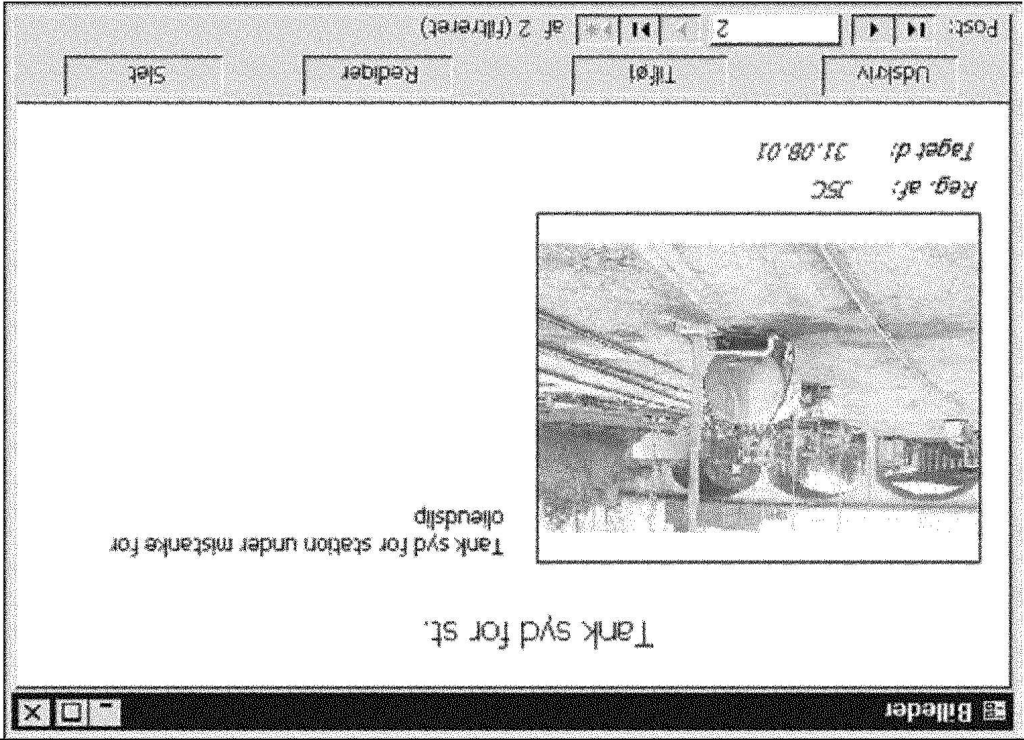 Billeder
Tank syd for st.
Tank syd for station under mistanke for
olieudslip
Reg. af: JSC
Taget d: 31.08.01
Udskriv Tilføj Rediger Slet
Post: 2 af 2 (filtreret)